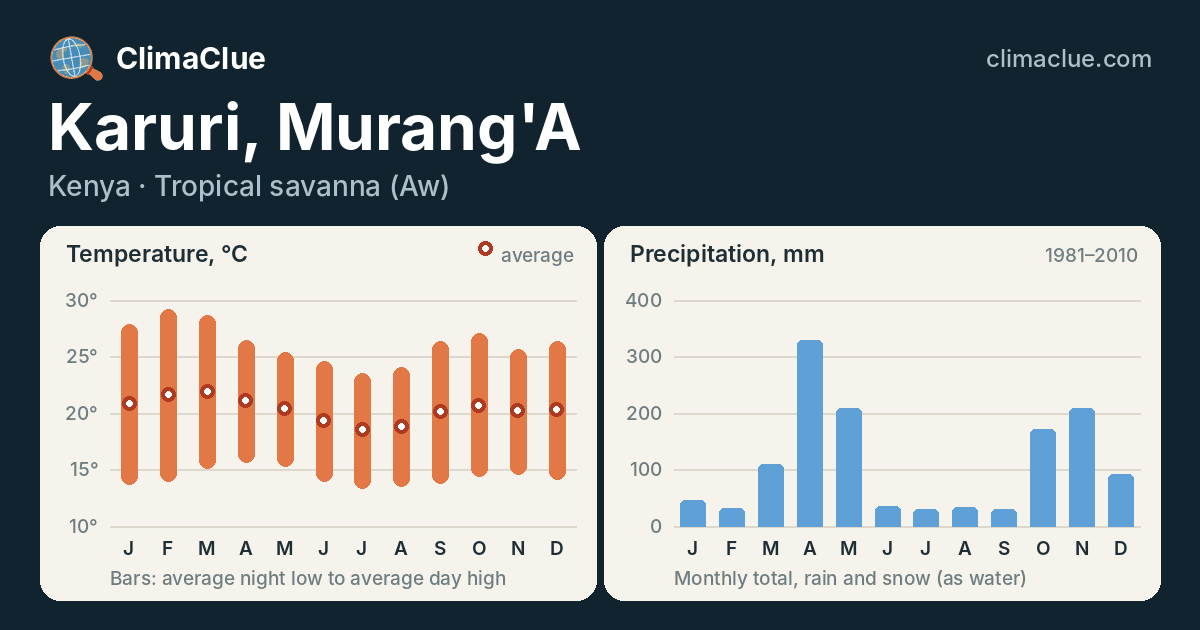 ClimaClue
climaclue.com
Karuri, Murang'A
Kenya · Tropical savanna (Aw)
Temperature, °C
average
30°
25°
20°
15°
10°
J F M A M J J A S O N D
Bars: average night low to average day high
Precipitation, mm
1981–2010
400
300
200
100
0
J F M A M J J A S O N D
Monthly total, rain and snow (as water)